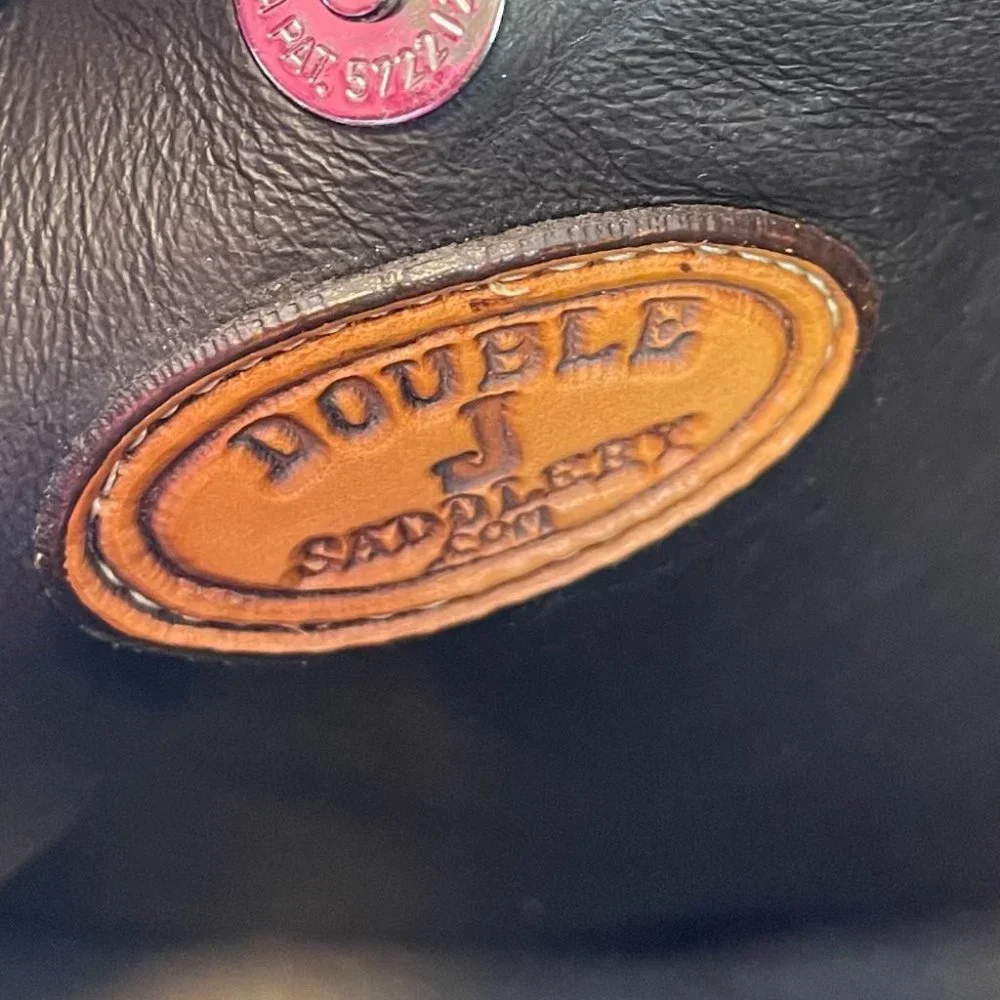 PAT. 5722
DOUBLE
J
SADDLERY
.COM